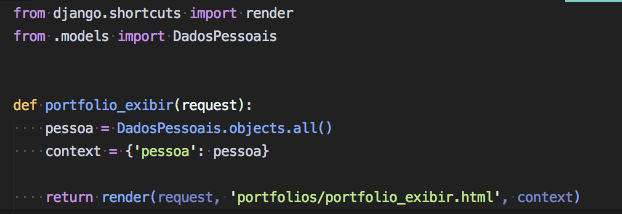 from django.shortcuts import render
from .models import DadosPessoais
def portfolio_exibir(request):
    pessoa = DadosPessoais.objects.all()
    context = {'pessoa': pessoa}
    return render(request, 'portfolios/portfolio_exibir.html', context)